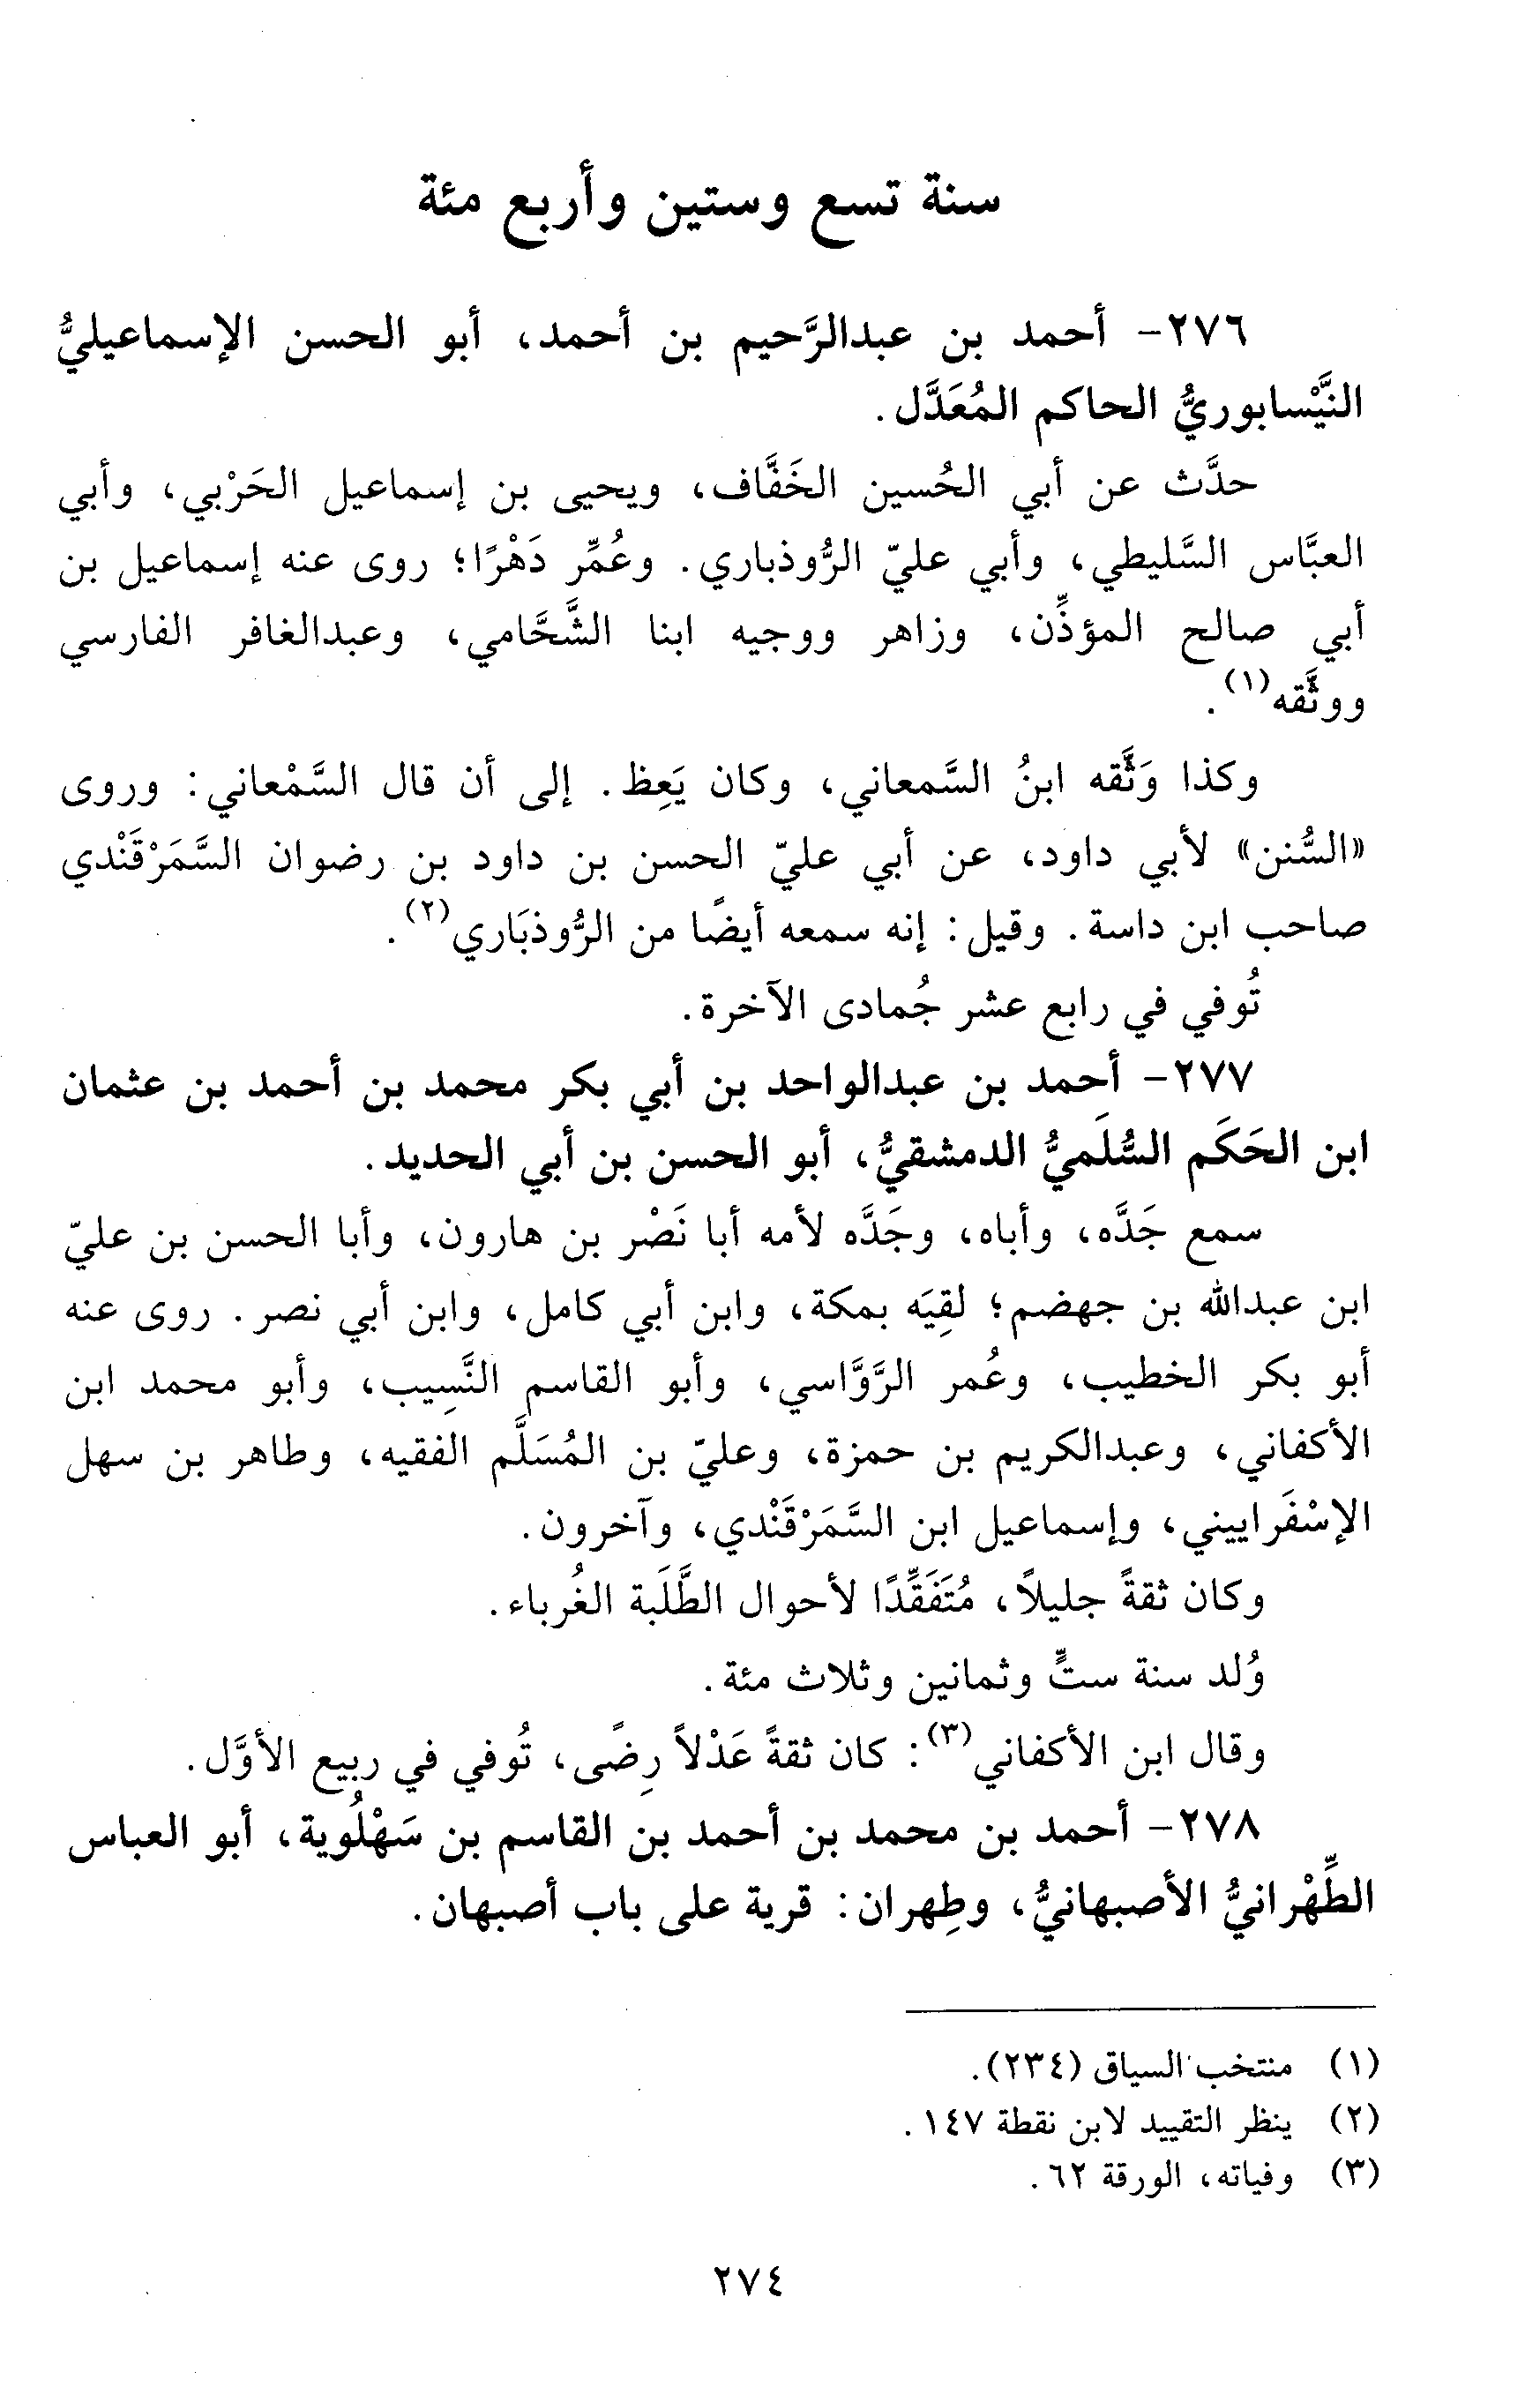 سنة تسع وستين وأربع مئة
٢٧٦- أحمد بن عبدالرَّحيم بن أحمد، أبو الحسن الإسماعيليُّ
النَّيْسابوريُّ الحاكم المُعَدَّل.
حدَّث عن أبي الحُسين الخَفَّاف، ويحيى بن إسماعيل الحَرْبي، وأبي
العبَّاس السَّليطي، وأبي عليّ الرُّوذباري. وعُمِّر دَهْرًا؛ روى عنه إسماعيل بن
أبي صالح المؤذِّن، وزاهر ووجيه ابنا الشَّحَّامي، وعبدالغافر الفارسي
ووثَّقه(١).
وكذا وَثَّقه ابنُ السَّمعاني، وكان يَعِظ. إلى أن قال السَّمْعاني: وروى
«السُّنن» لأبي داود، عن أبي عليّ الحسن بن داود بن رضوان السَّمَرْقَنْدي
صاحب ابن داسة. وقيل: إنه سمعه أيضًا من الرُّوذبَاري(٢).
تُوفي في رابع عشر جُمادى الآخرة.
٢٧٧- أحمد بن عبدالواحد بن أبي بكر محمد بن أحمد بن عثمان
ابن الحَكَم السُّلَميُّ الدمشقيُّ، أبو الحسن بن أبي الحديد.
سمع جَدَّه، وأباه، وجَدَّه لأمه أبا نَصْر بن هارون، وأبا الحسن بن عليّ
ابن عبدالله بن جهضم؛ لقِيَه بمكة، وابن أبي كامل، وابن أبي نصر. روى عنه
أبو بكر الخطيب، وعُمر الرَّوَّاسي، وأبو القاسم النَّسِيب، وأبو محمد ابن
الأكفاني، وعبدالكريم بن حمزة، وعليّ بن المُسَلَّم الفقيه، وطاهر بن سهل
الإسْفَراييني، وإسماعيل ابن السَّمَرْقَنْدي، وآخرون.
وكان ثقةً جليلاً، مُتَفَقِّدًا لأحوال الطَّلَبة الغُرباء.
وُلد سنة ستٍّ وثمانين وثلاث مئة.
وقال ابن الأكفاني(٣): كان ثقةً عَدْلاً رِضًى، تُوفي في ربيع الأوَّل.
٢٧٨- أحمد بن محمد بن أحمد بن القاسم بن سَهْلُوية، أبو العباس
الطِّهْرانيُّ الأصبهانيُّ، وطِهران: قرية على باب أصبهان.
(١) منتخب السياق (٢٣٤).
(٢) ينظر التقييد لابن نقطة ١٤٧.
(٣) وفياته، الورقة ٦٢.
٢٧٤